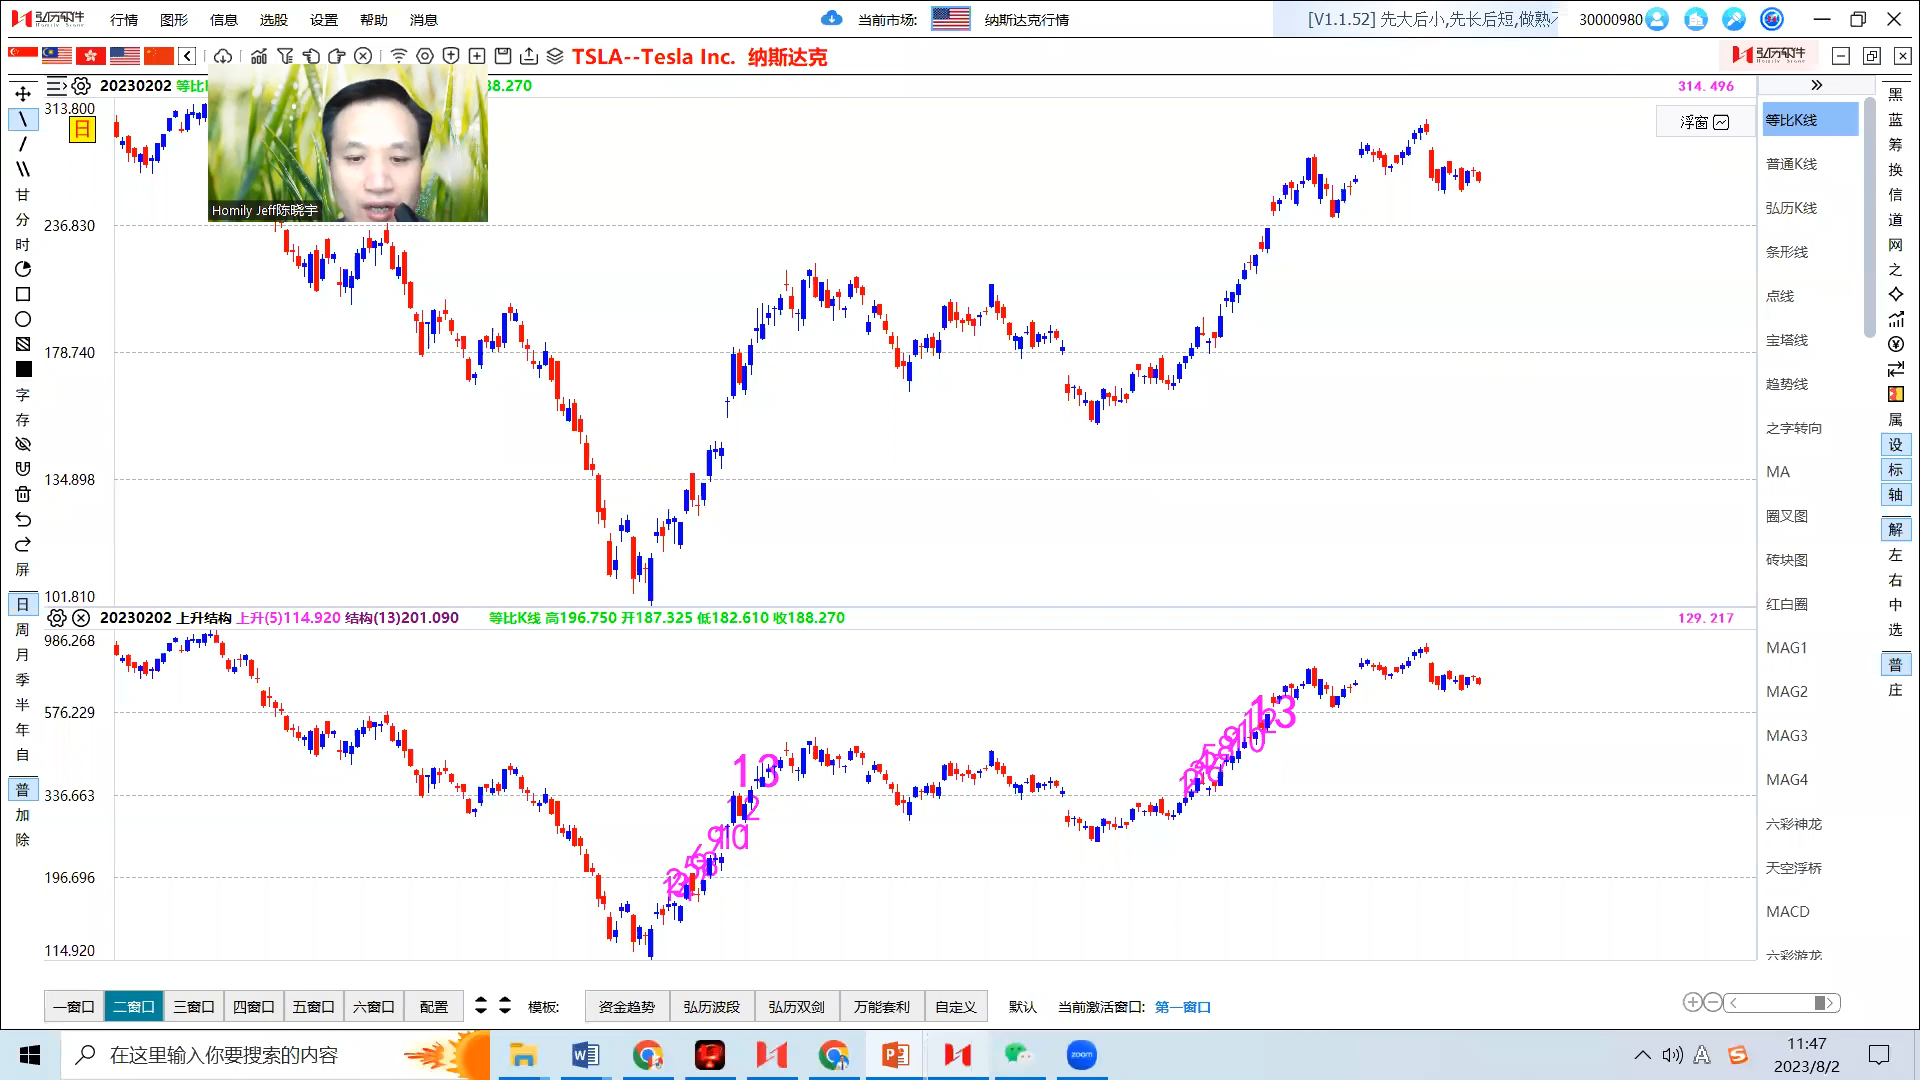 弘历软件
行情 图形 信息 选股 设置 帮助 消息
当前市场: 纳斯达克行情
[V1.1.52] 先大后小,先长后短,做熟
30000980
TSLA--Tesla Inc. 纳斯达克
弘历软件
20230202 等比
38.270
314.496
313.800
日
浮窗
Homily Jeff陈晓宇
236.830
178.740
134.898
101.810
20230202 上升结构 上升(5)114.920 结构(13)201.090 等比K线 高196.750 开187.325 低182.610 收188.270
129.217
986.268
576.229
336.663
196.696
114.920
13
12
10
13
甘
分
时
字
存
屏
日
周
月
季
半
年
自
普
加
除
等比K线
普通K线
弘历K线
条形线
点线
宝塔线
趋势线
之字转向
MA
圈叉图
砖块图
红白圈
MAG1
MAG2
MAG3
MAG4
六彩神龙
天空浮桥
MACD
六彩游龙
黑
蓝
筹
换
信
道
网
之
属
设
标
轴
解
左
右
中
选
普
庄
一窗口 二窗口 三窗口 四窗口 五窗口 六窗口 配置 模板: 资金趋势 弘历波段 弘历双剑 万能套利 自定义 默认 当前激活窗口: 第一窗口
在这里输入你要搜索的内容
zoom
11:47
2023/8/2